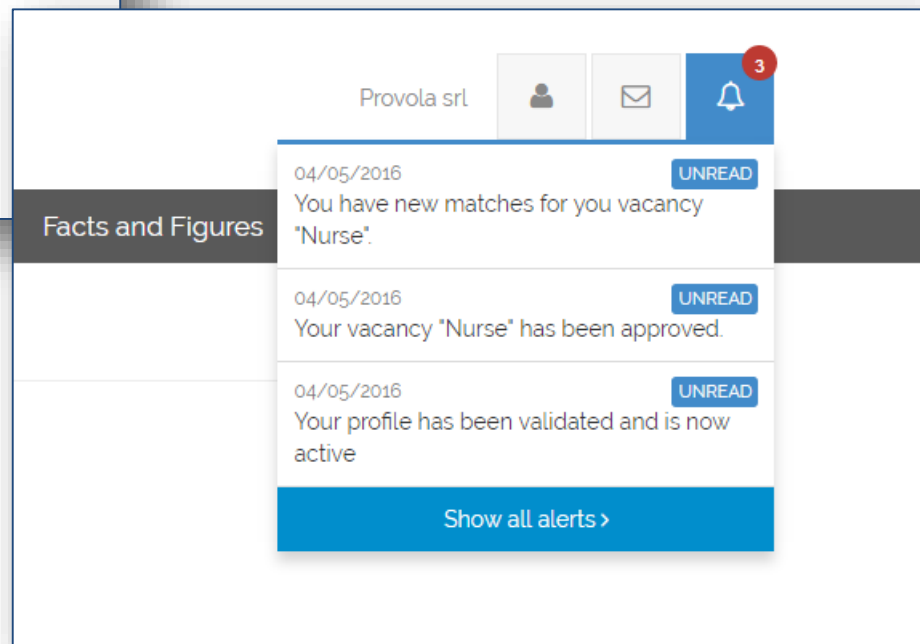 3
Provola srl
04/05/2016 UNREAD
You have new matches for you vacancy
"Nurse".
Facts and Figures
04/05/2016 UNREAD
Your vacancy "Nurse" has been approved.
04/05/2016 UNREAD
Your profile has been validated and is now
active
Show all alerts >